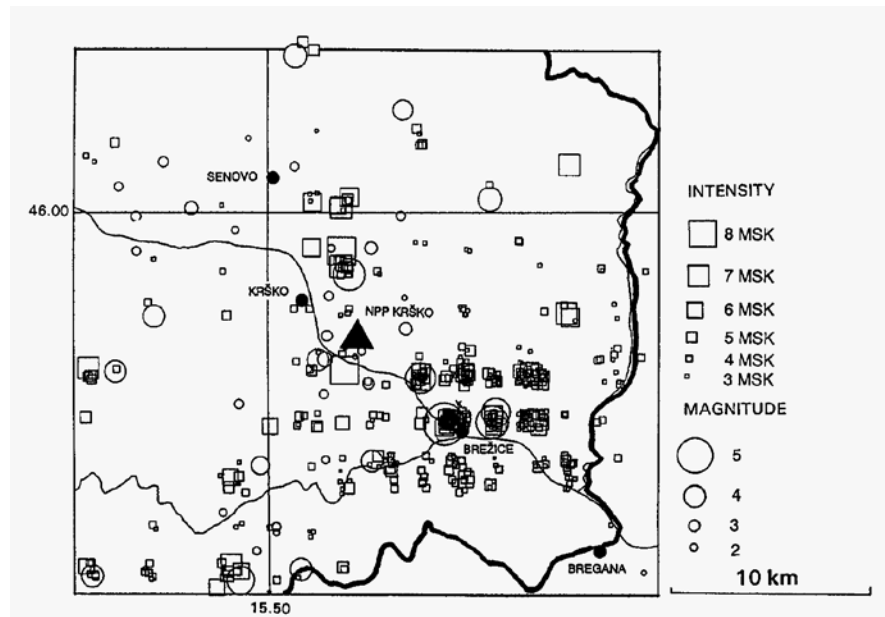 SENOVO
46.00
KRŠKO
NPP KRŠKO
BREŽICE
BREGANA
15.50
INTENSITY
8 MSK
7 MSK
6 MSK
5 MSK
4 MSK
3 MSK
MAGNITUDE
5
4
3
2
10 km